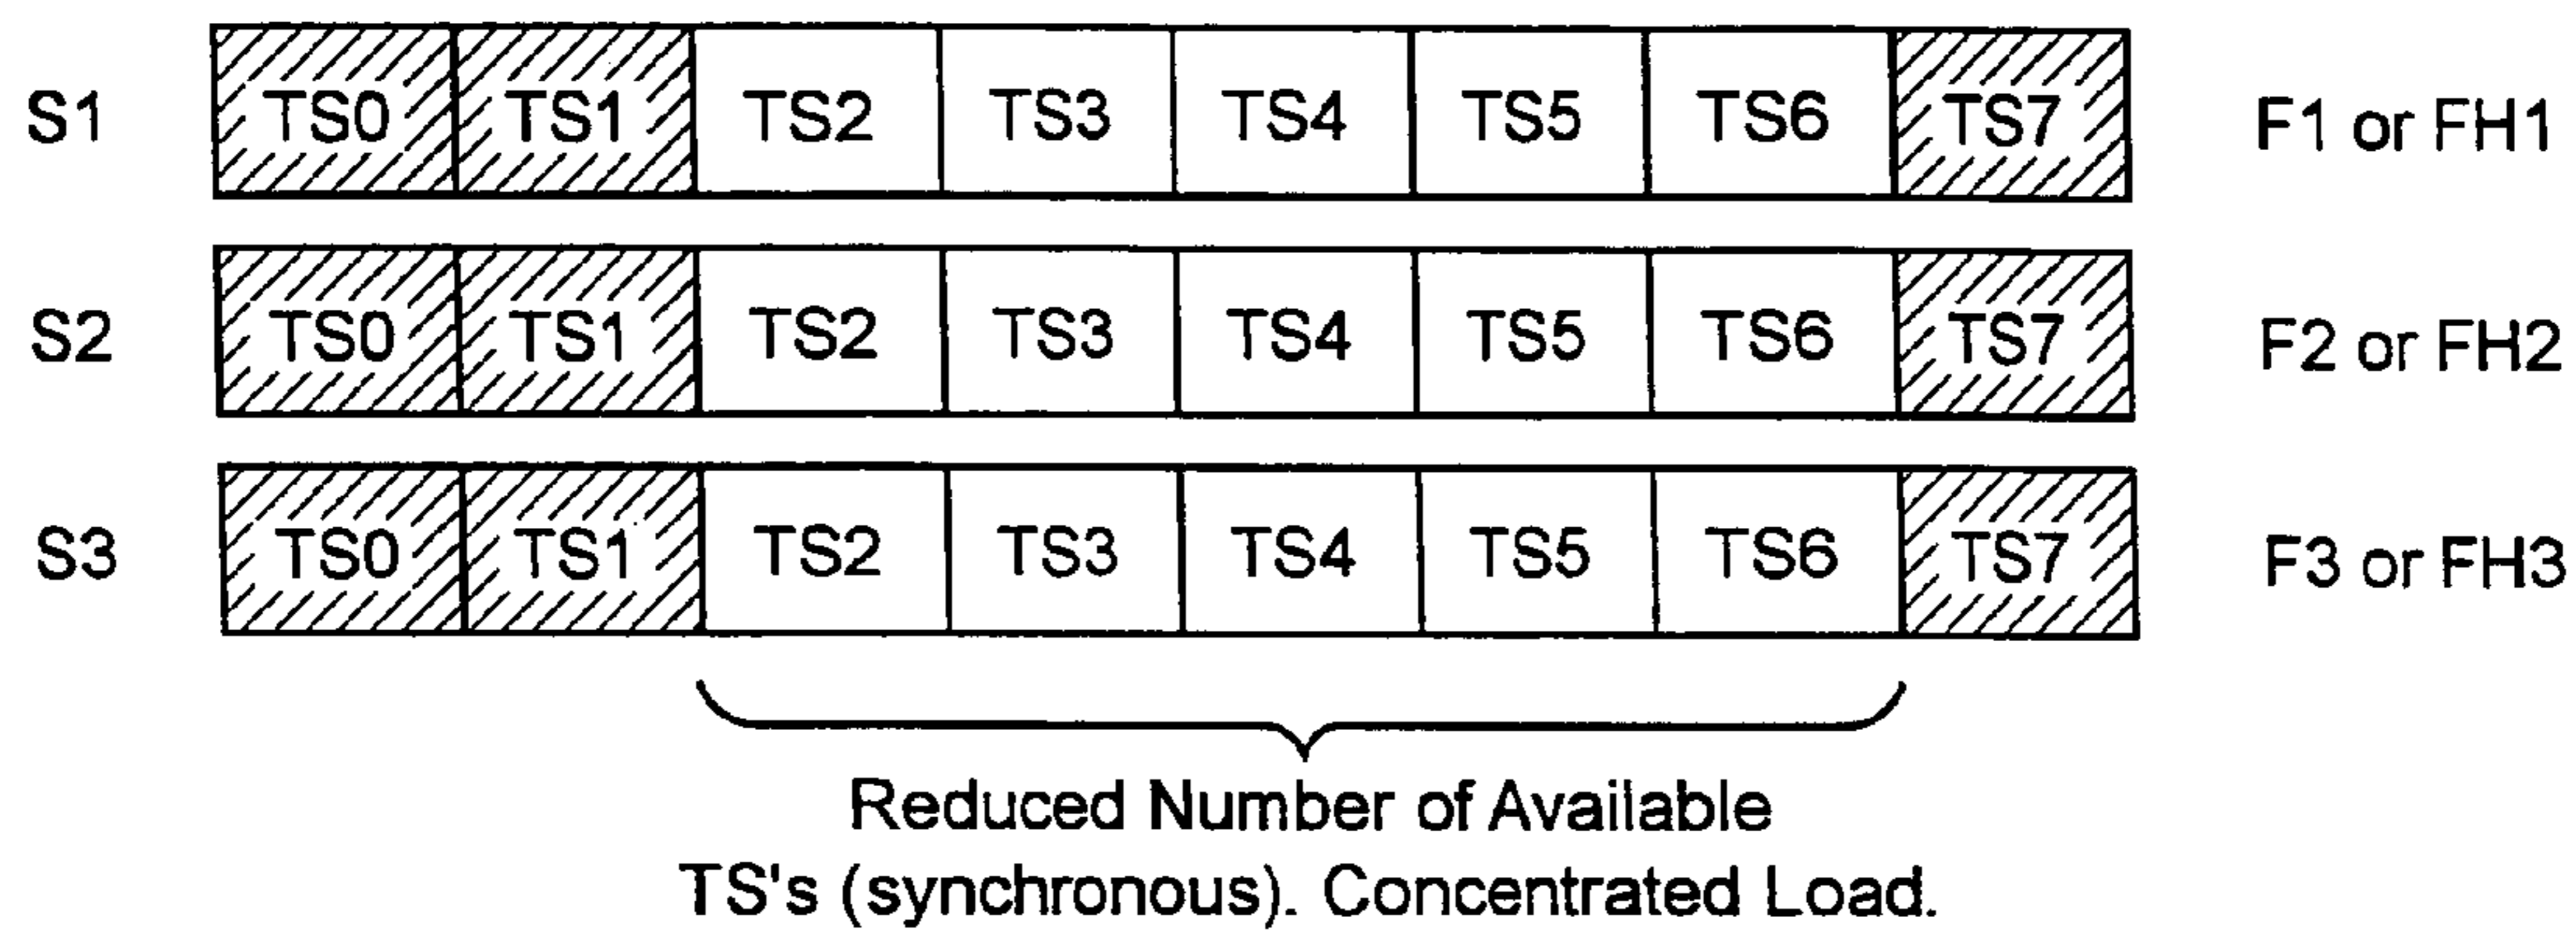 S1 TS0 TS1 TS2 TS3 TS4 TS5 TS6 TS7 F1 or FH1
S2 TS0 TS1 TS2 TS3 TS4 TS5 TS6 TS7 F2 or FH2
S3 TS0 TS1 TS2 TS3 TS4 TS5 TS6 TS7 F3 or FH3
Reduced Number of Available
TS's (synchronous). Concentrated Load.